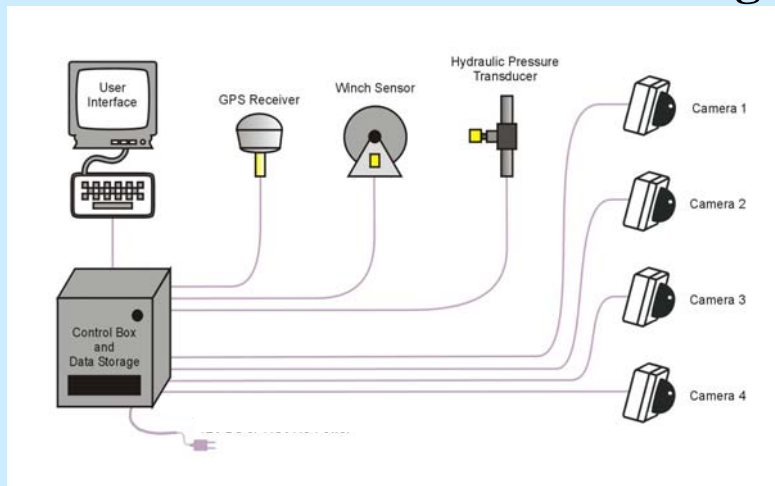 User
Interface
GPS Receiver
Winch Sensor
Hydraulic Pressure
Transducer
Camera 1
Camera 2
Camera 3
Camera 4
Control Box
and
Data Storage